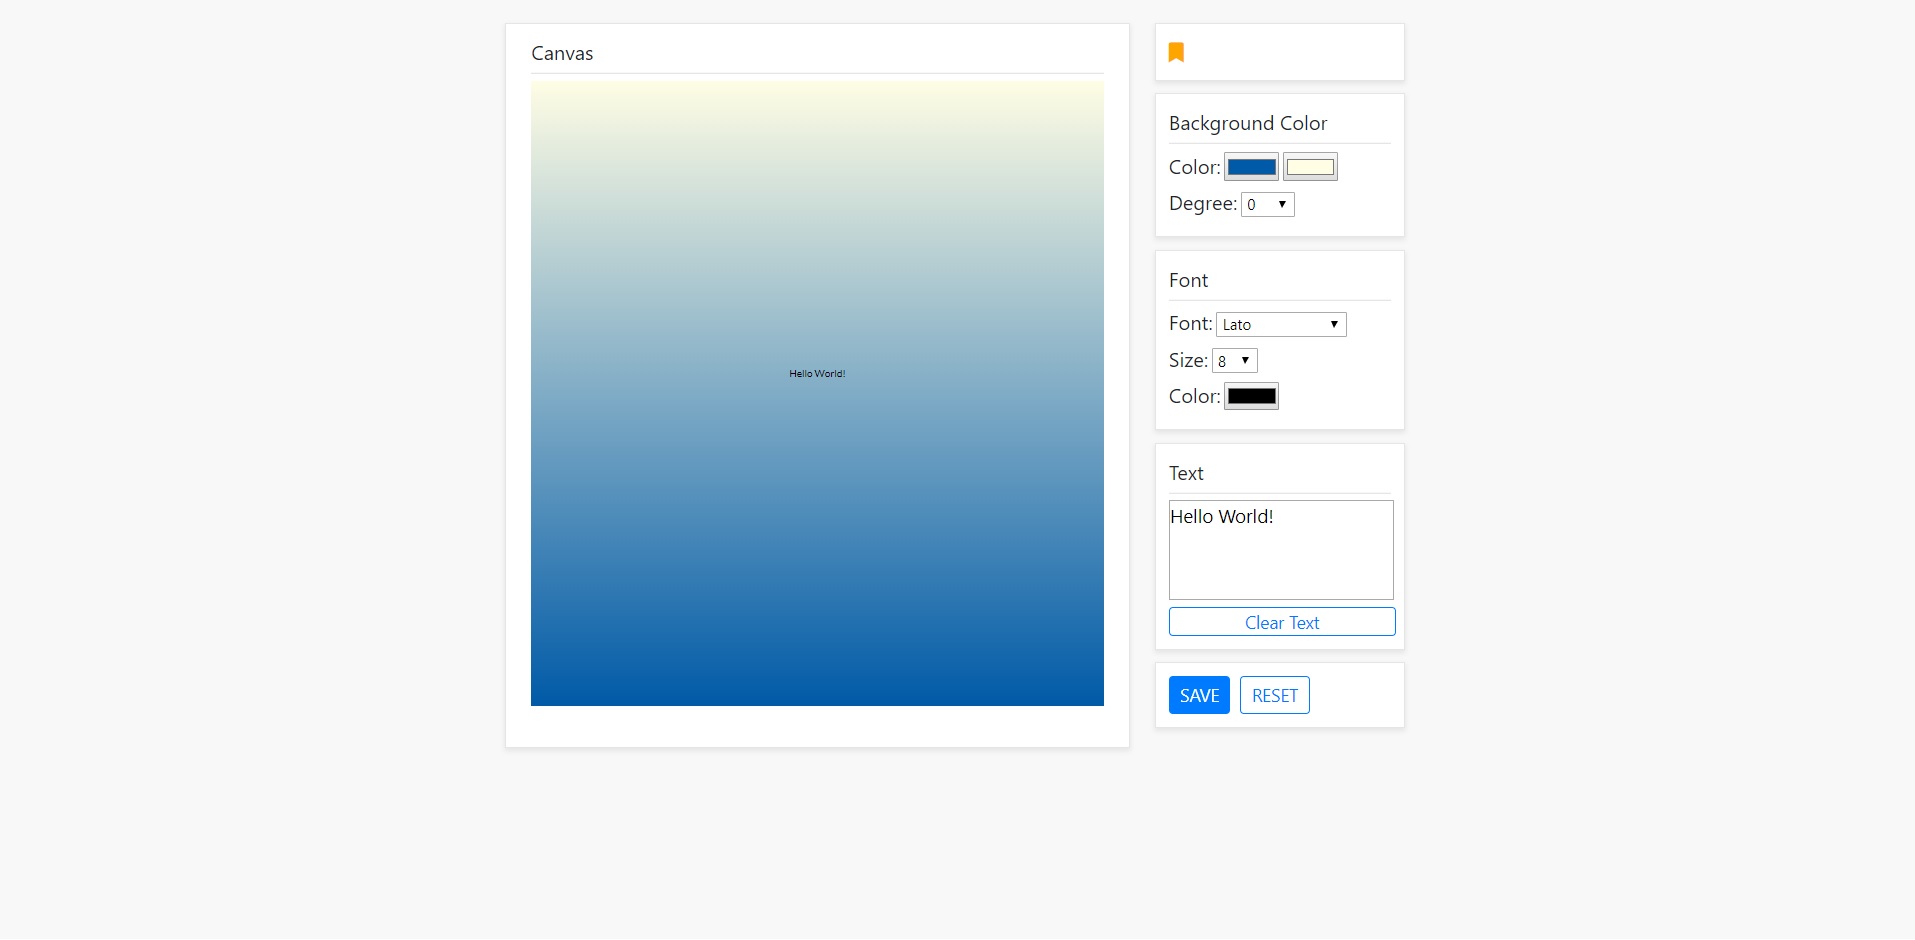 Canvas
Hello World!
Background Color
Color:
Degree: 0
Font
Font: Lato
Size: 8
Color:
Text
Hello World!
Clear Text
SAVE RESET